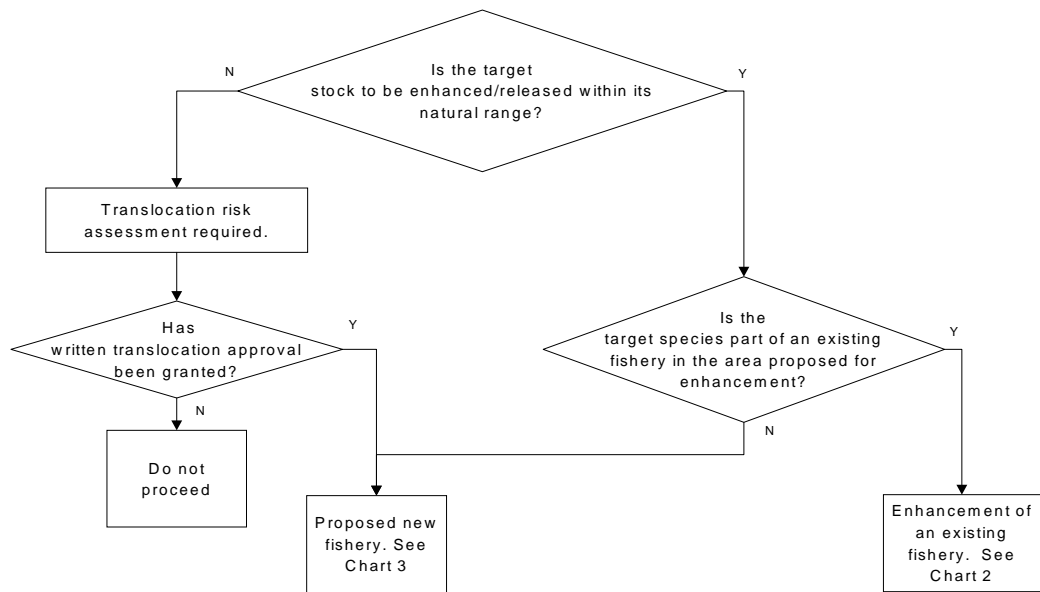 Is the target
stock to be enhanced/released within its
natural range?
N
Y
Translocation risk
assessment required.
Has
written translocation approval
been granted?
Y
N
Is the
target species part of an existing
fishery in the area proposed for
enhancement?
Y
N
Do not
proceed
Proposed new
fishery. See
Chart 3
Enhancement of
an existing
fishery. See
Chart 2